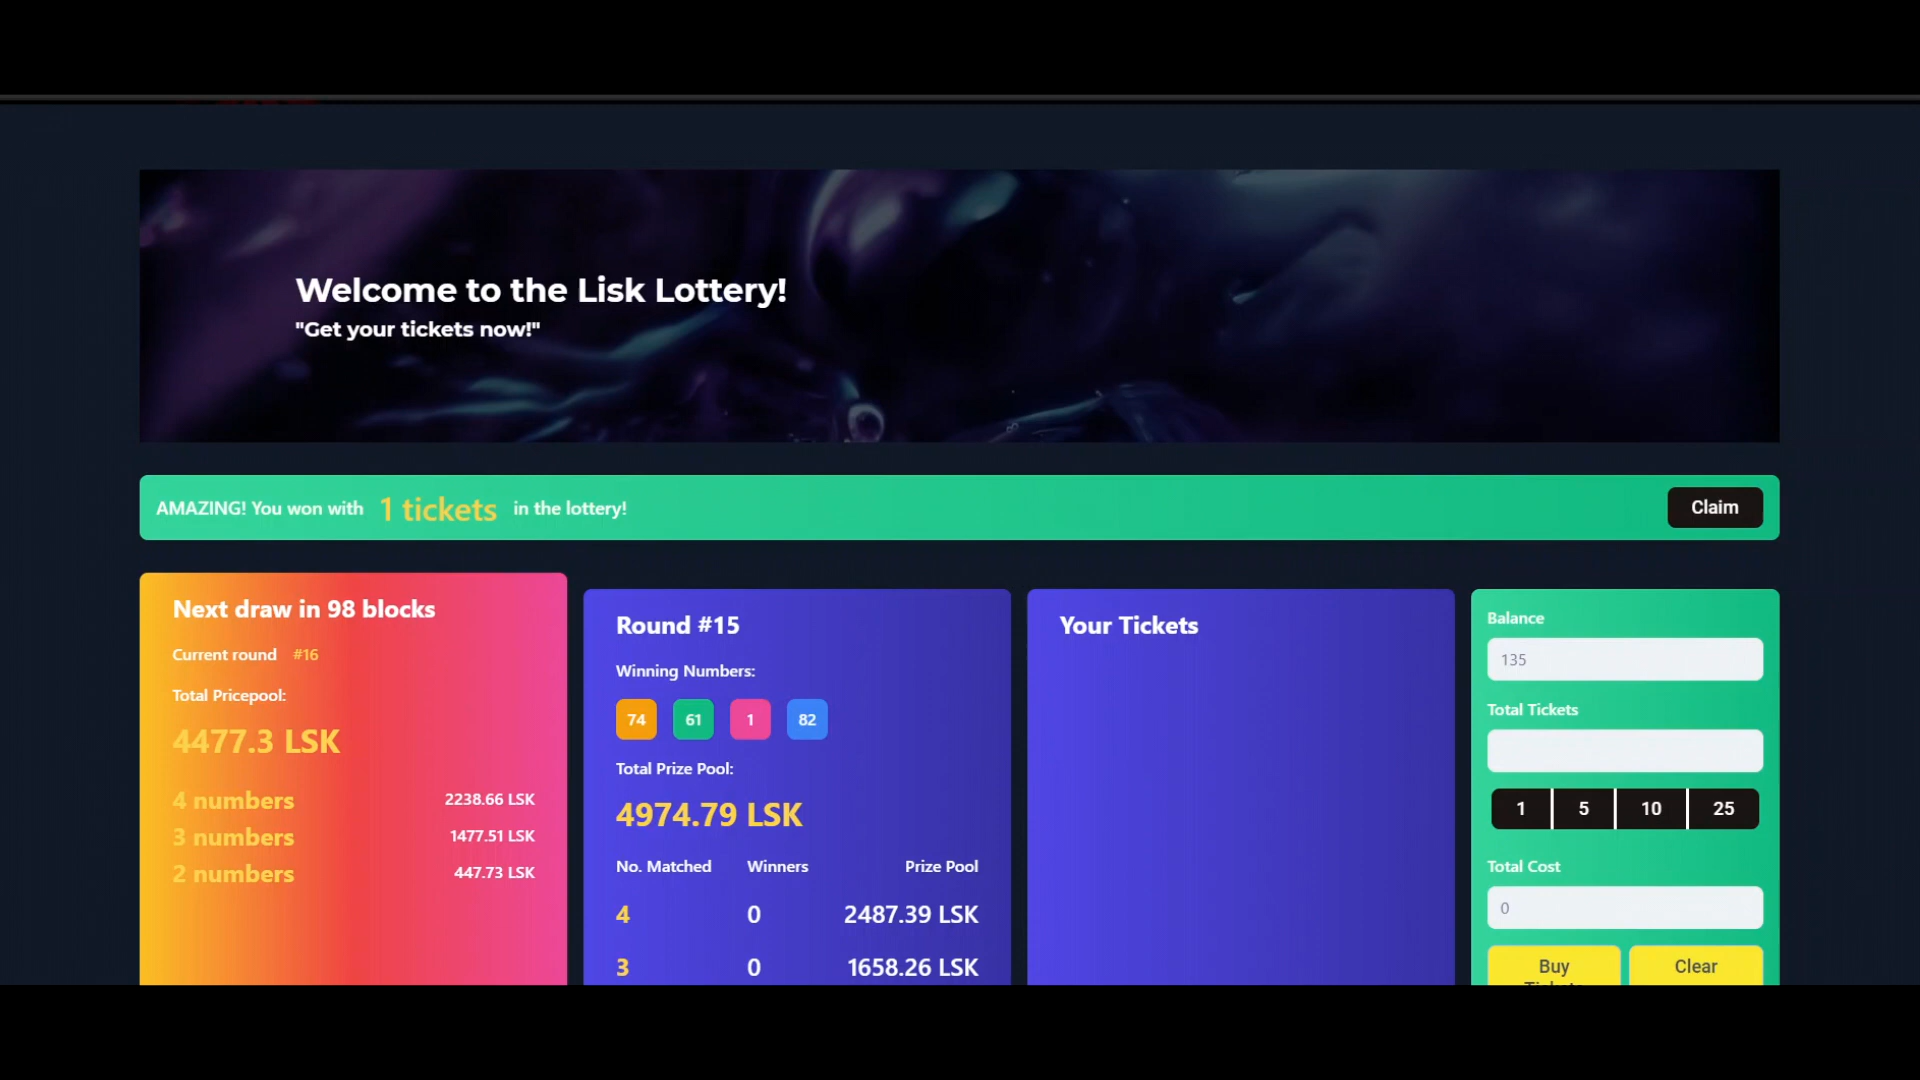 Welcome to the Lisk Lottery!
"Get your tickets now!"
AMAZING! You won with 1 tickets in the lottery!
Claim
Next draw in 98 blocks
Current round #16
Total Pricepool:
4477.3 LSK
4 numbers 2238.66 LSK
3 numbers 1477.51 LSK
2 numbers 447.73 LSK
Round #15
Winning Numbers:
74 61 1 82
Total Prize Pool:
4974.79 LSK
No. Matched Winners Prize Pool
4 0 2487.39 LSK
3 0 1658.26 LSK
Your Tickets
Balance
135
Total Tickets
1 5 10 25
Total Cost
0
Buy Clear